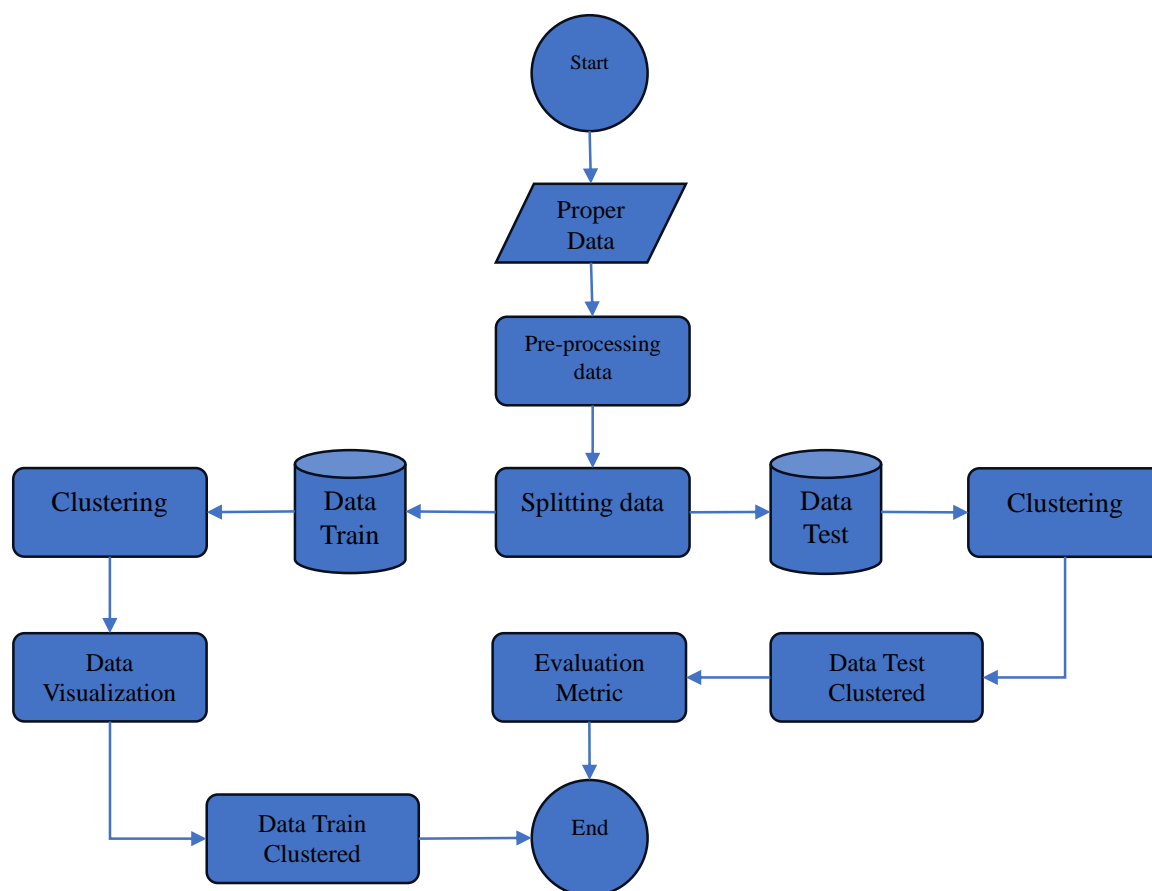 Start
Proper
Data
Pre-processing
data
Clustering
Data
Train
Splitting data
Data
Test
Clustering
Data
Visualization
Evaluation
Metric
Data Test
Clustered
Data Train
Clustered
End